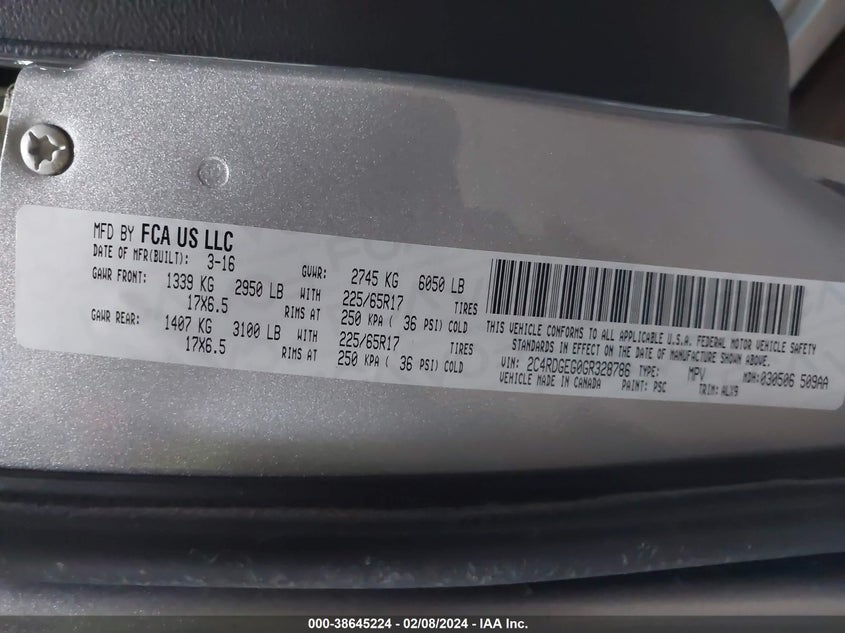 MFD BY FCA US LLC
DATE OF MFR(BUILT): 3-16 GVWR: 2745 KG 6050 LB
GAWR FRONT: 1339 KG 2950 LB WITH 225/65R17 TIRES
17X6.5 RIMS AT 250 KPA ( 36 PSI) COLD
GAWR REAR: 1407 KG 3100 LB WITH 225/65R17 TIRES
17X6.5 RIMS AT 250 KPA ( 36 PSI) COLD
THIS VEHICLE CONFORMS TO ALL APPLICABLE U.S.A. FEDERAL MOTOR VEHICLE SAFETY
STANDARDS IN EFFECT ON THE DATE OF MANUFACTURE SHOWN ABOVE.
VIN: 2C4RDGEG0GR328786 TYPE: MPV MDH:030506 509AA
VEHICLE MADE IN CANADA PAINT: PSC TRIM: ALX9
000-38645224 - 02/08/2024 - IAA Inc.